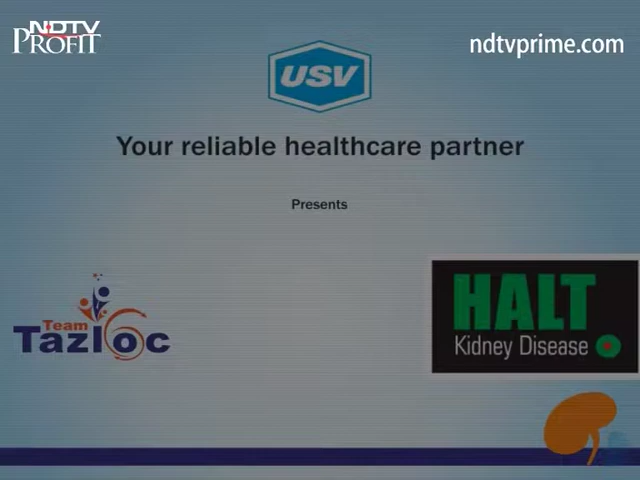 NDTV
PROFIT
ndtvprime.com
USV
Your reliable healthcare partner
Presents
Team
Tazloc
HALT
Kidney Disease